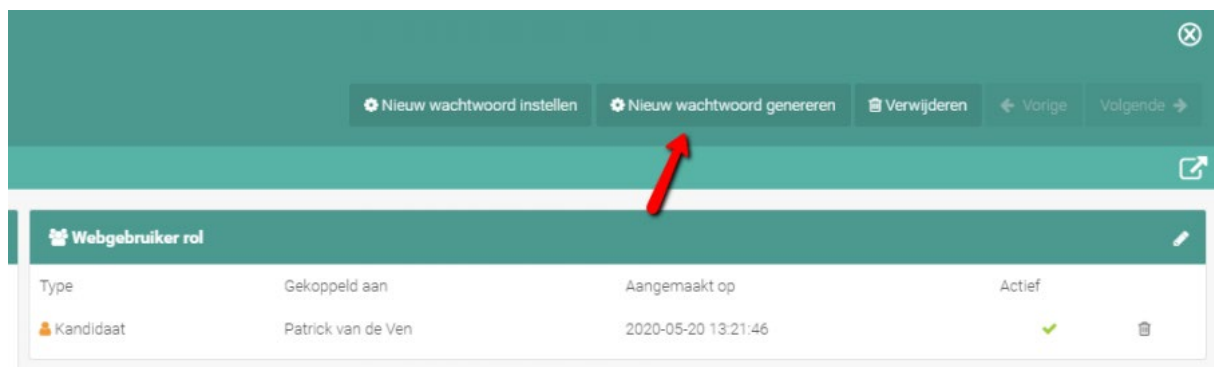 Nieuw wachtwoord instellen Nieuw wachtwoord genereren Verwijderen Vorige Volgende
Webgebruiker rol
Type Gekoppeld aan Aangemaakt op Actief
Kandidaat Patrick van de Ven 2020-05-20 13:21:46